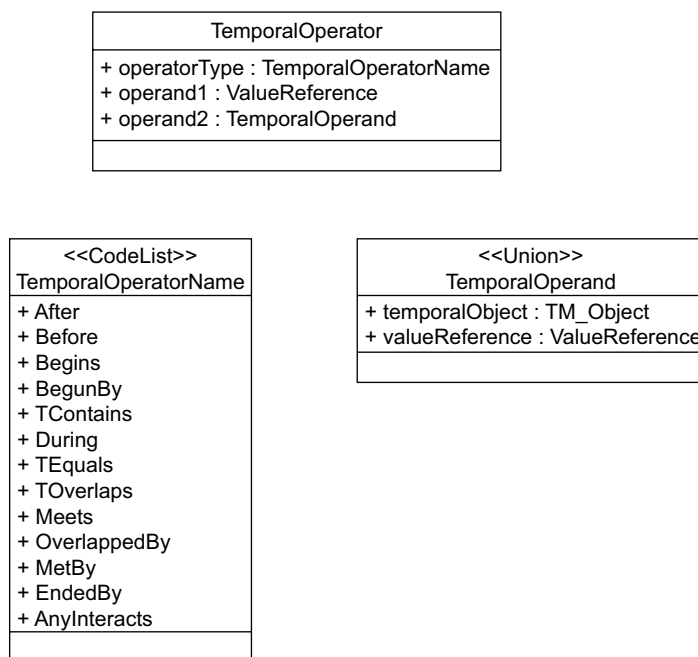 TemporalOperator
+ operatorType : TemporalOperatorName
+ operand1 : ValueReference
+ operand2 : TemporalOperand
<<CodeList>>
TemporalOperatorName
+ After
+ Before
+ Begins
+ BegunBy
+ TContains
+ During
+ TEquals
+ TOverlaps
+ Meets
+ OverlappedBy
+ MetBy
+ EndedBy
+ AnyInteracts
<<Union>>
TemporalOperand
+ temporalObject : TM_Object
+ valueReference : ValueReference